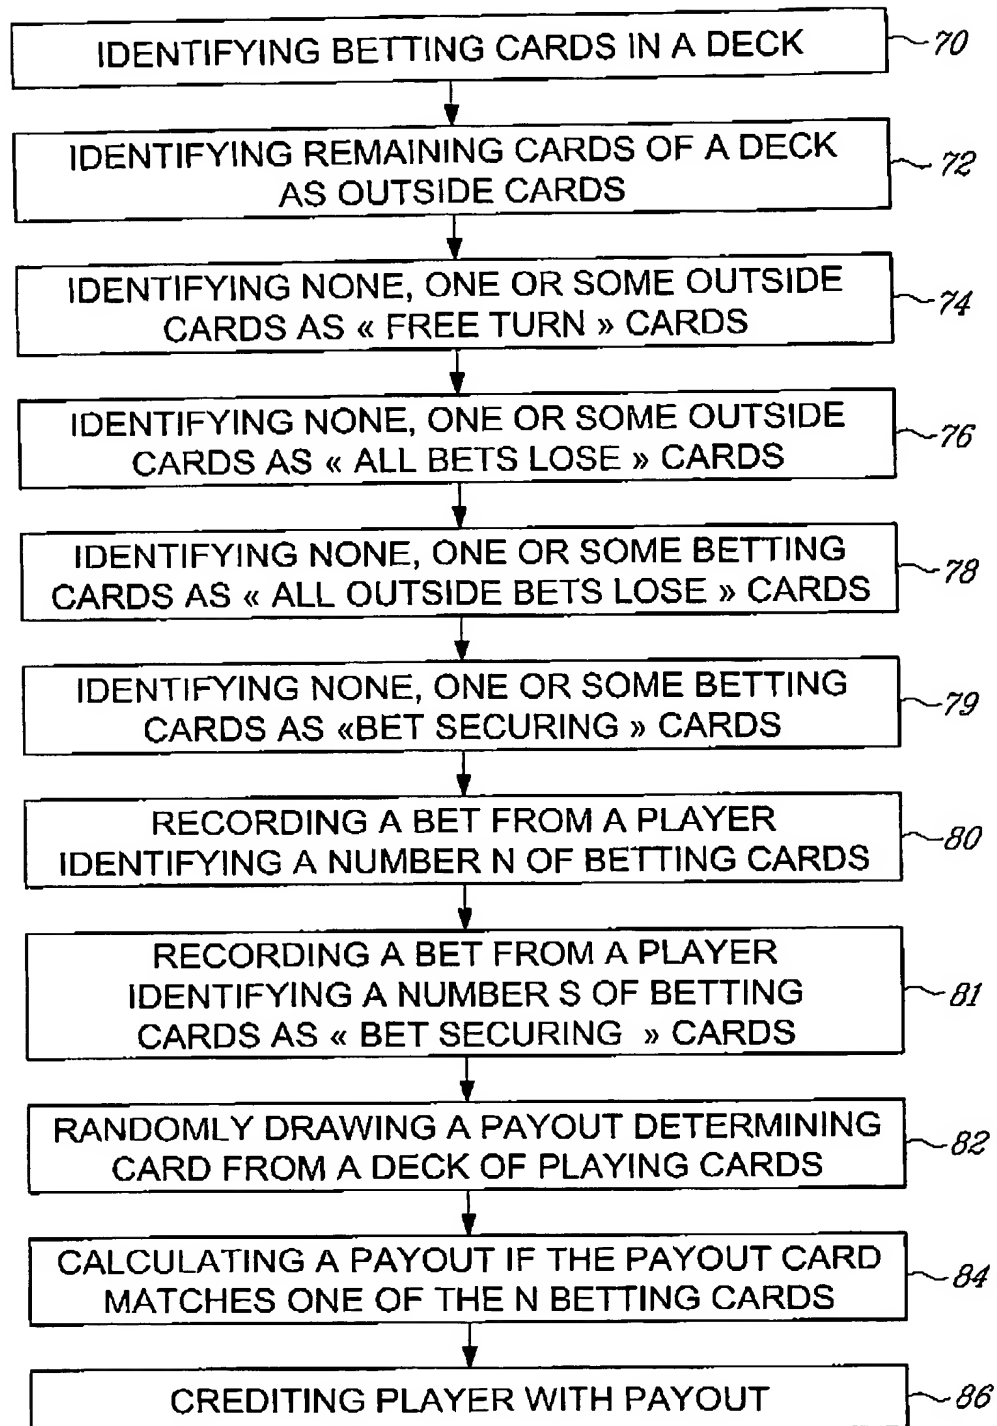 IDENTIFYING BETTING CARDS IN A DECK
70
IDENTIFYING REMAINING CARDS OF A DECK
AS OUTSIDE CARDS
72
IDENTIFYING NONE, ONE OR SOME OUTSIDE
CARDS AS « FREE TURN » CARDS
74
IDENTIFYING NONE, ONE OR SOME OUTSIDE
CARDS AS « ALL BETS LOSE » CARDS
76
IDENTIFYING NONE, ONE OR SOME BETTING
CARDS AS « ALL OUTSIDE BETS LOSE » CARDS
78
IDENTIFYING NONE, ONE OR SOME BETTING
CARDS AS «BET SECURING » CARDS
79
RECORDING A BET FROM A PLAYER
IDENTIFYING A NUMBER N OF BETTING CARDS
80
RECORDING A BET FROM A PLAYER
IDENTIFYING A NUMBER S OF BETTING
CARDS AS « BET SECURING » CARDS
81
RANDOMLY DRAWING A PAYOUT DETERMINING
CARD FROM A DECK OF PLAYING CARDS
82
CALCULATING A PAYOUT IF THE PAYOUT CARD
MATCHES ONE OF THE N BETTING CARDS
84
CREDITING PLAYER WITH PAYOUT
86